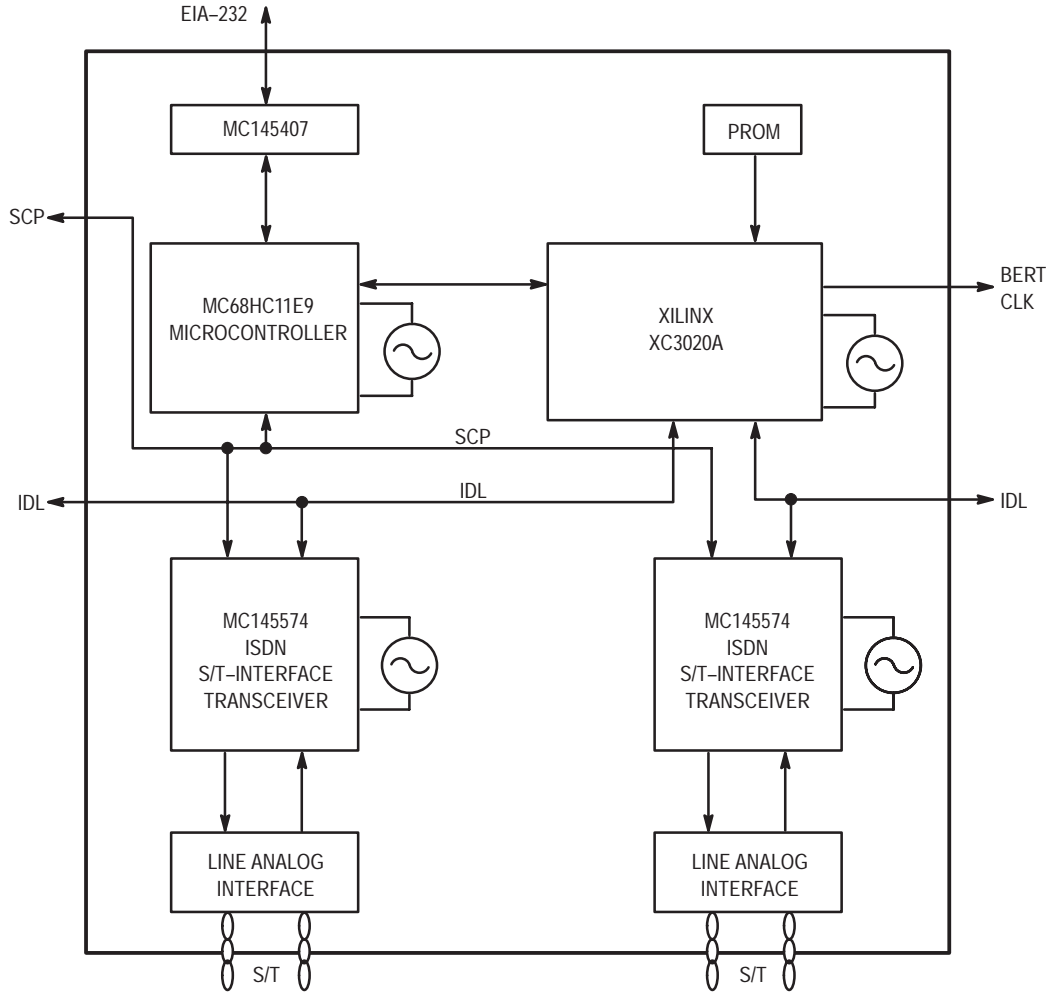 EIA–232
MC145407
PROM
SCP
MC68HC11E9
MICROCONTROLLER
XILINX
XC3020A
BERT
CLK
SCP
IDL
IDL
IDL
MC145574
ISDN
S/T–INTERFACE
TRANSCEIVER
MC145574
ISDN
S/T–INTERFACE
TRANSCEIVER
LINE ANALOG
INTERFACE
LINE ANALOG
INTERFACE
S/T
S/T